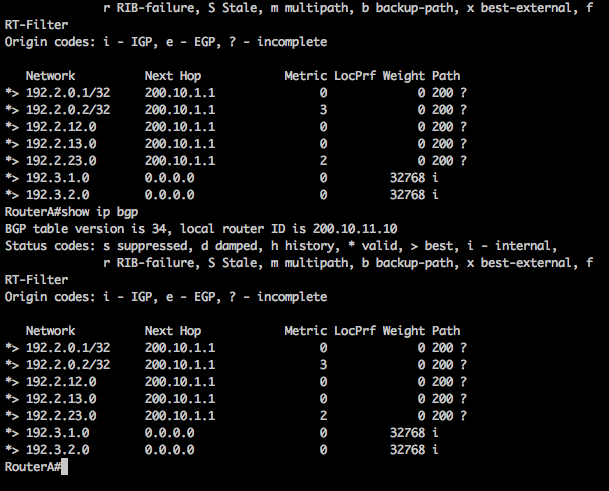 r RIB-failure, S Stale, m multipath, b backup-path, x best-external, f
RT-Filter
Origin codes: i - IGP, e - EGP, ? - incomplete
Network Next Hop Metric LocPrf Weight Path
*> 192.2.0.1/32 200.10.1.1 0 0 200 ?
*> 192.2.0.2/32 200.10.1.1 3 0 200 ?
*> 192.2.12.0 200.10.1.1 0 0 200 ?
*> 192.2.13.0 200.10.1.1 0 0 200 ?
*> 192.2.23.0 200.10.1.1 2 0 200 ?
*> 192.3.1.0 0.0.0.0 0 32768 i
*> 192.3.2.0 0.0.0.0 0 32768 i
RouterA#show ip bgp
BGP table version is 34, local router ID is 200.10.11.10
Status codes: s suppressed, d damped, h history, * valid, > best, i - internal,
r RIB-failure, S Stale, m multipath, b backup-path, x best-external, f
RT-Filter
Origin codes: i - IGP, e - EGP, ? - incomplete
Network Next Hop Metric LocPrf Weight Path
*> 192.2.0.1/32 200.10.1.1 0 0 200 ?
*> 192.2.0.2/32 200.10.1.1 3 0 200 ?
*> 192.2.12.0 200.10.1.1 0 0 200 ?
*> 192.2.13.0 200.10.1.1 0 0 200 ?
*> 192.2.23.0 200.10.1.1 2 0 200 ?
*> 192.3.1.0 0.0.0.0 0 32768 i
*> 192.3.2.0 0.0.0.0 0 32768 i
RouterA#